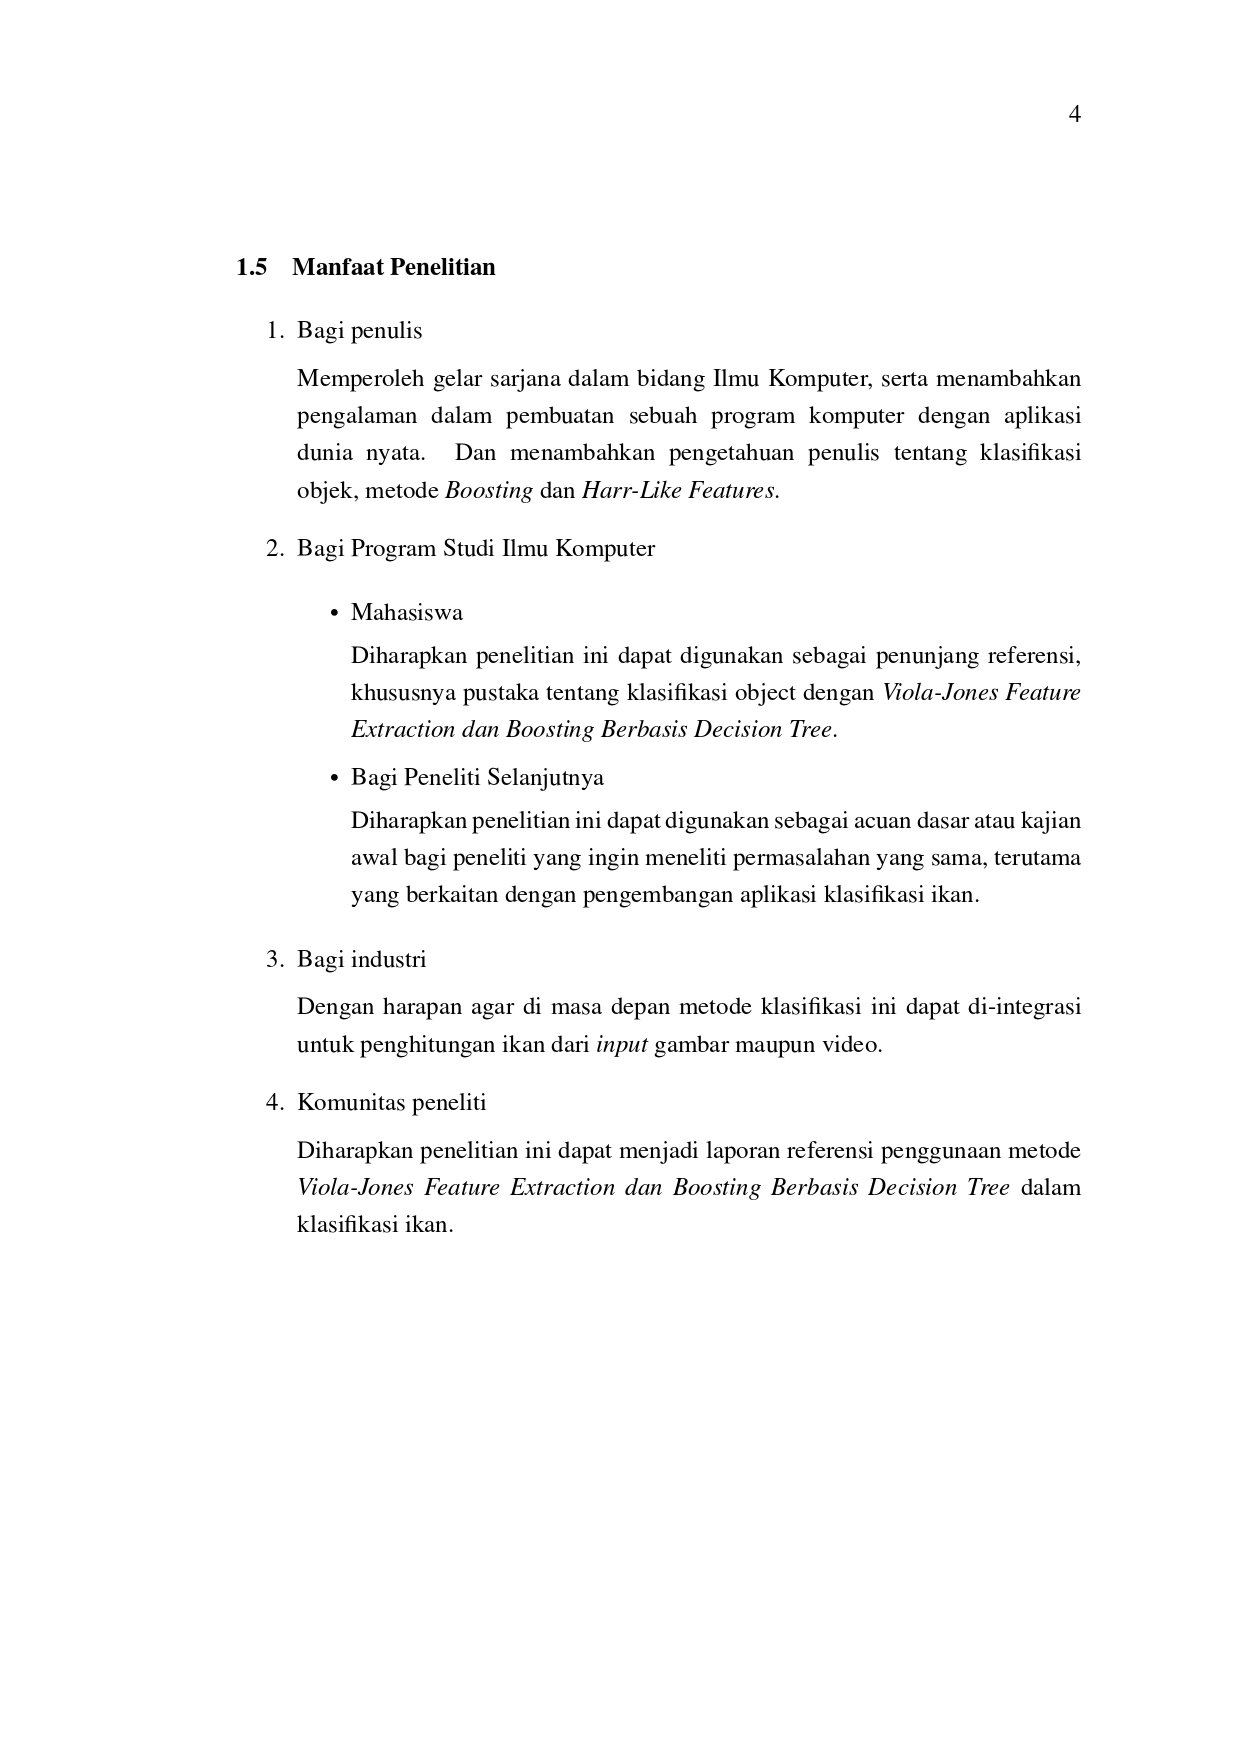 4
1.5 Manfaat Penelitian
1. Bagi penulis
Memperoleh gelar sarjana dalam bidang Ilmu Komputer, serta menambahkan
pengalaman dalam pembuatan sebuah program komputer dengan aplikasi
dunia nyata. Dan menambahkan pengetahuan penulis tentang klasifikasi
objek, metode Boosting dan Harr-Like Features.
2. Bagi Program Studi Ilmu Komputer
• Mahasiswa
Diharapkan penelitian ini dapat digunakan sebagai penunjang referensi,
khususnya pustaka tentang klasifikasi object dengan Viola-Jones Feature
Extraction dan Boosting Berbasis Decision Tree.
• Bagi Peneliti Selanjutnya
Diharapkan penelitian ini dapat digunakan sebagai acuan dasar atau kajian
awal bagi peneliti yang ingin meneliti permasalahan yang sama, terutama
yang berkaitan dengan pengembangan aplikasi klasifikasi ikan.
3. Bagi industri
Dengan harapan agar di masa depan metode klasifikasi ini dapat di-integrasi
untuk penghitungan ikan dari input gambar maupun video.
4. Komunitas peneliti
Diharapkan penelitian ini dapat menjadi laporan referensi penggunaan metode
Viola-Jones Feature Extraction dan Boosting Berbasis Decision Tree dalam
klasifikasi ikan.